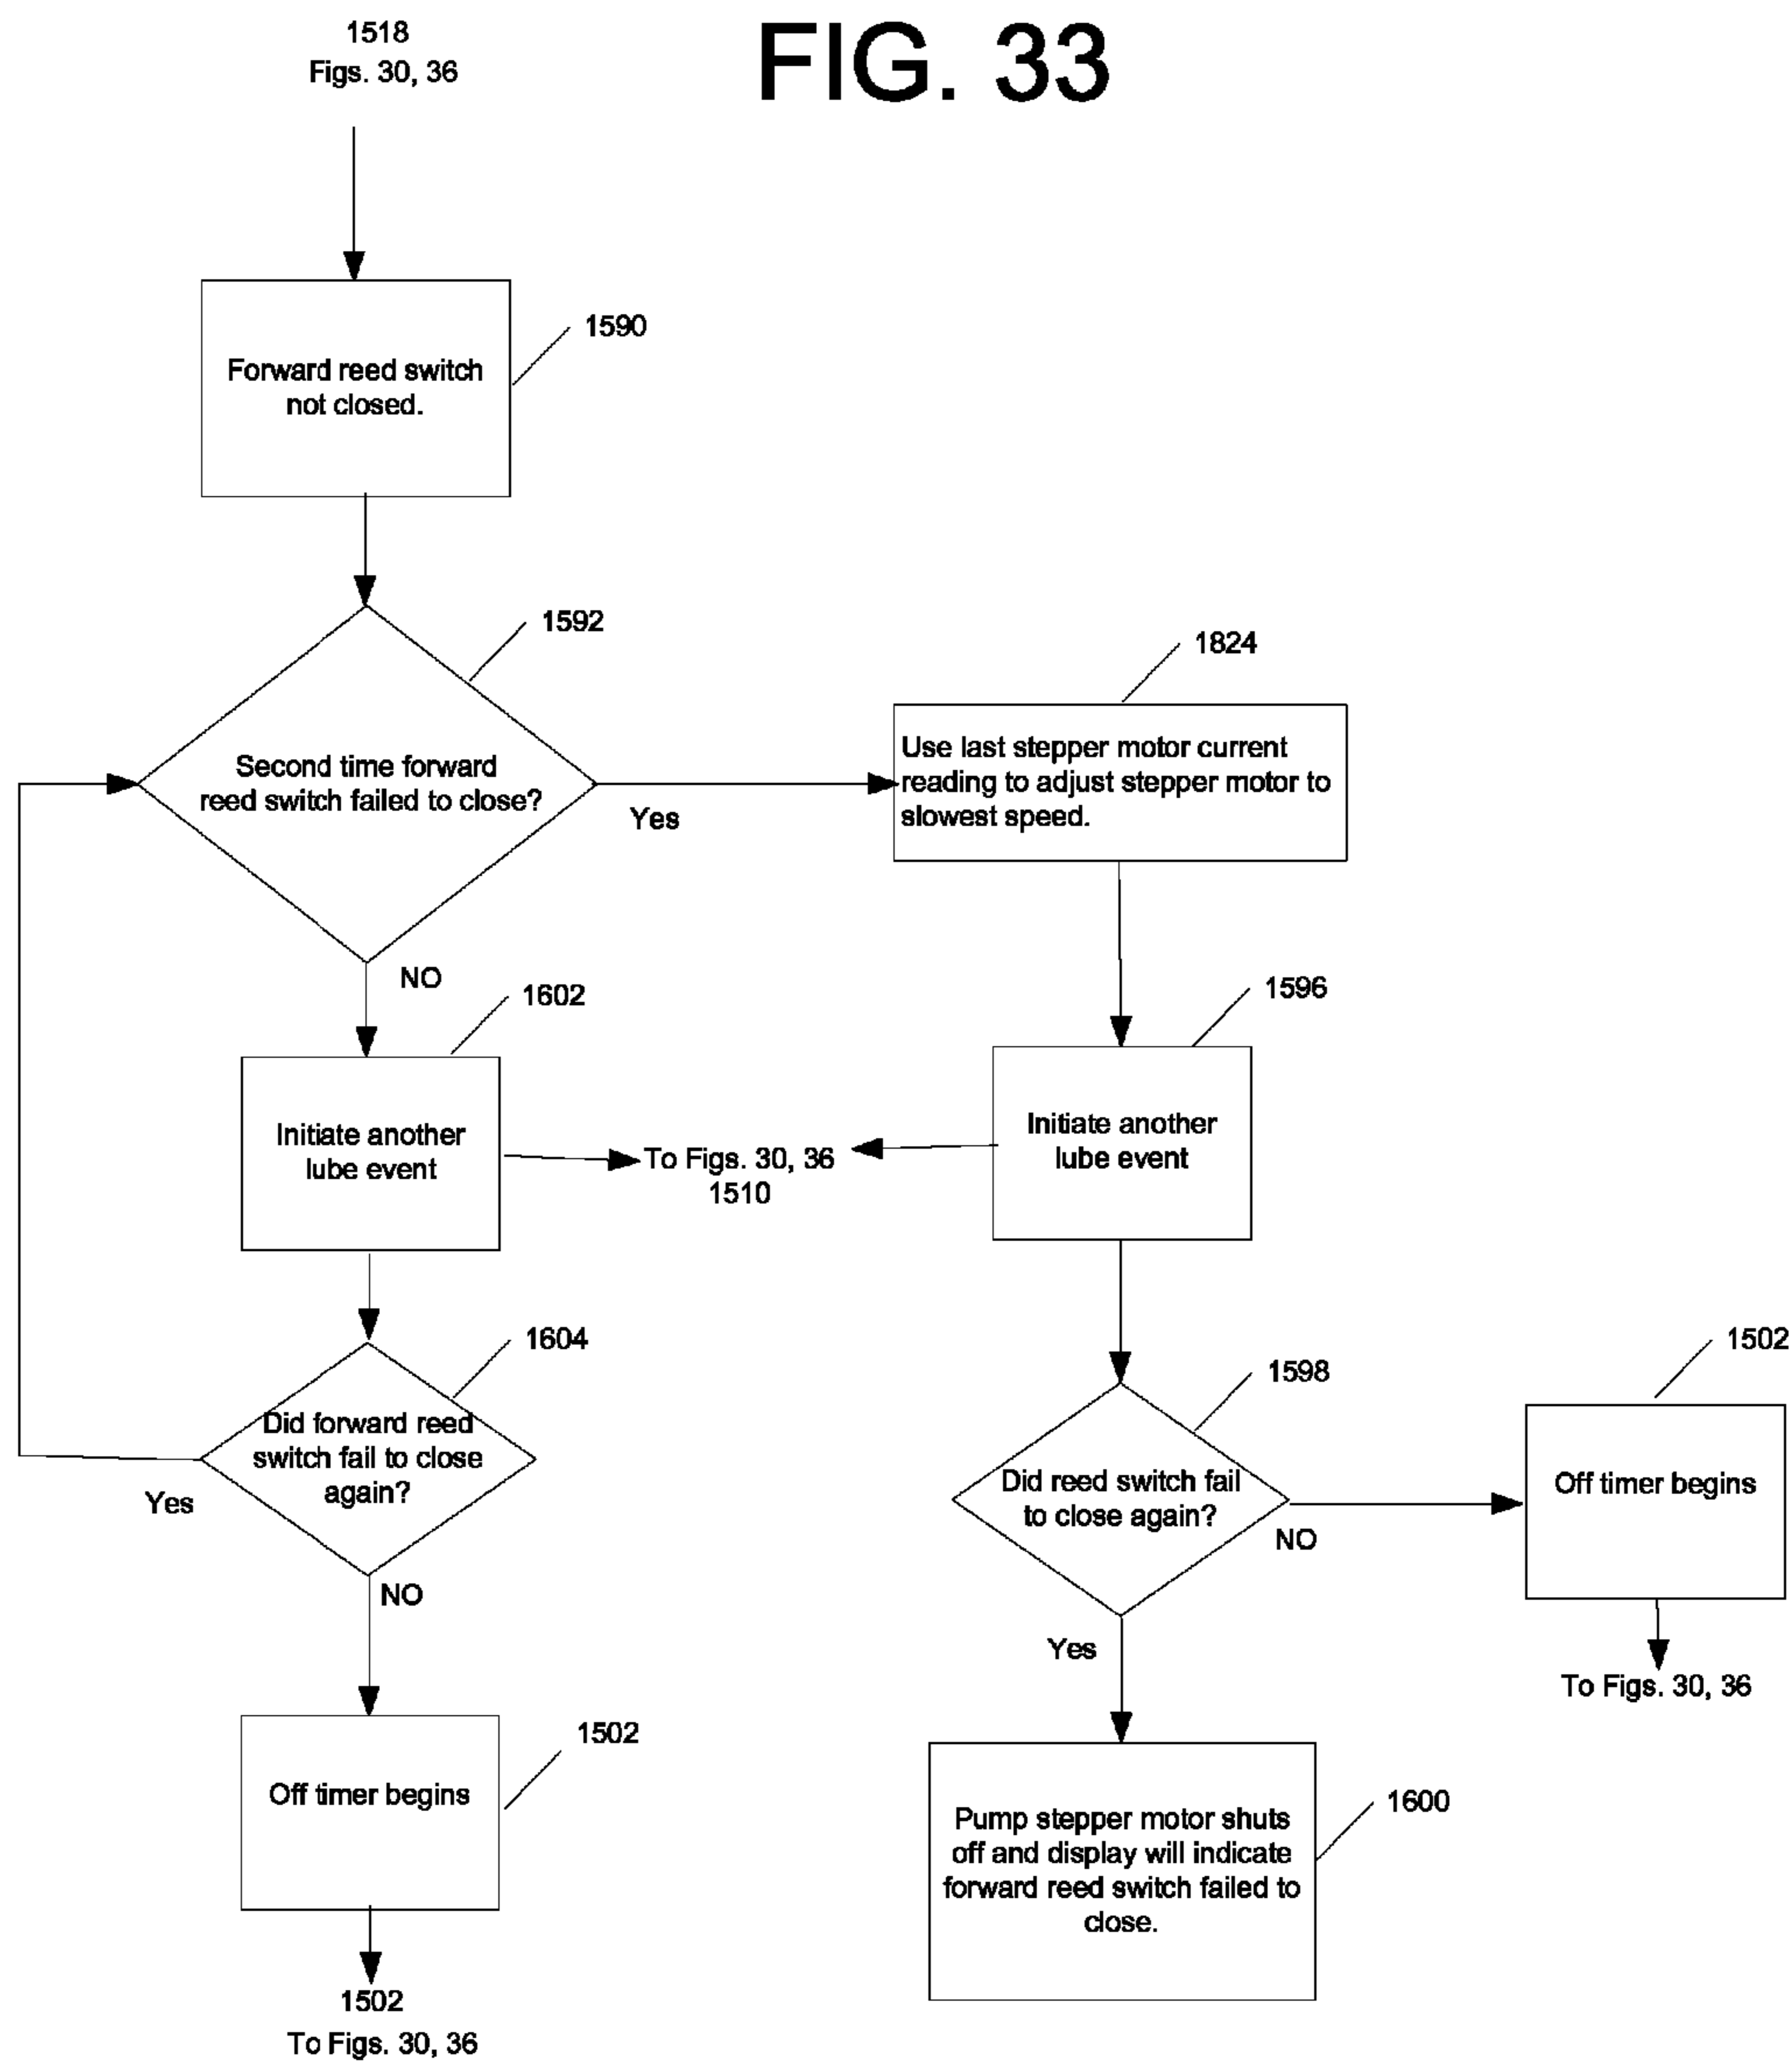 1518
Figs. 30, 36
FIG. 33
Forward reed switch
not closed.
1590
1592
Second time forward
reed switch failed to close?
Yes
1824
Use last stepper motor current
reading to adjust stepper motor to
slowest speed.
NO
1602
1596
Initiate another
lube event
To Figs. 30, 36
1510
Initiate another
lube event
1604
Did forward reed
switch fail to close
again?
Yes
NO
1598
Did reed switch fail
to close again?
NO
Yes
1502
Off timer begins
To Figs. 30, 36
1502
Off timer begins
1502
To Figs. 30, 36
1600
Pump stepper motor shuts
off and display will indicate
forward reed switch failed to
close.